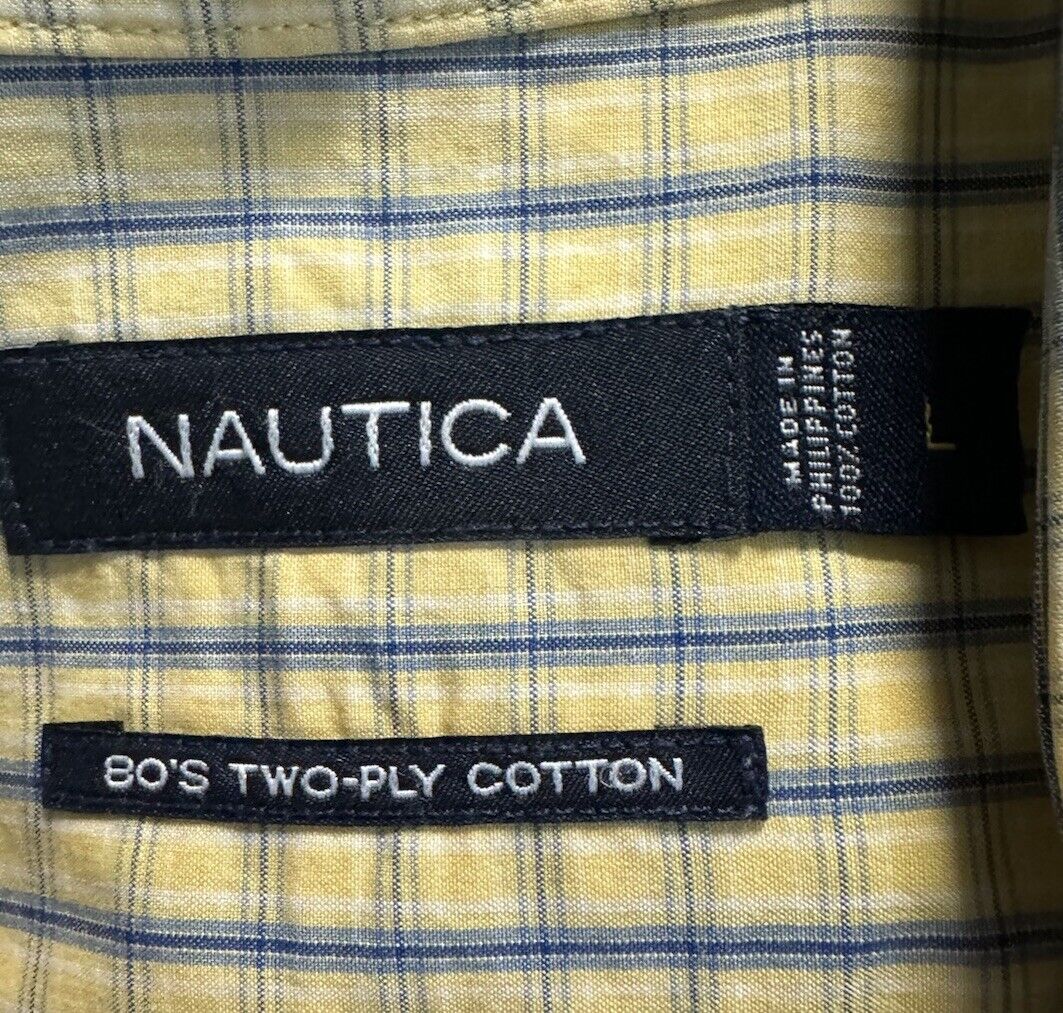 NAUTICA
MADE IN
PHILIPPINES
100% COTTON
L
80'S TWO-PLY COTTON